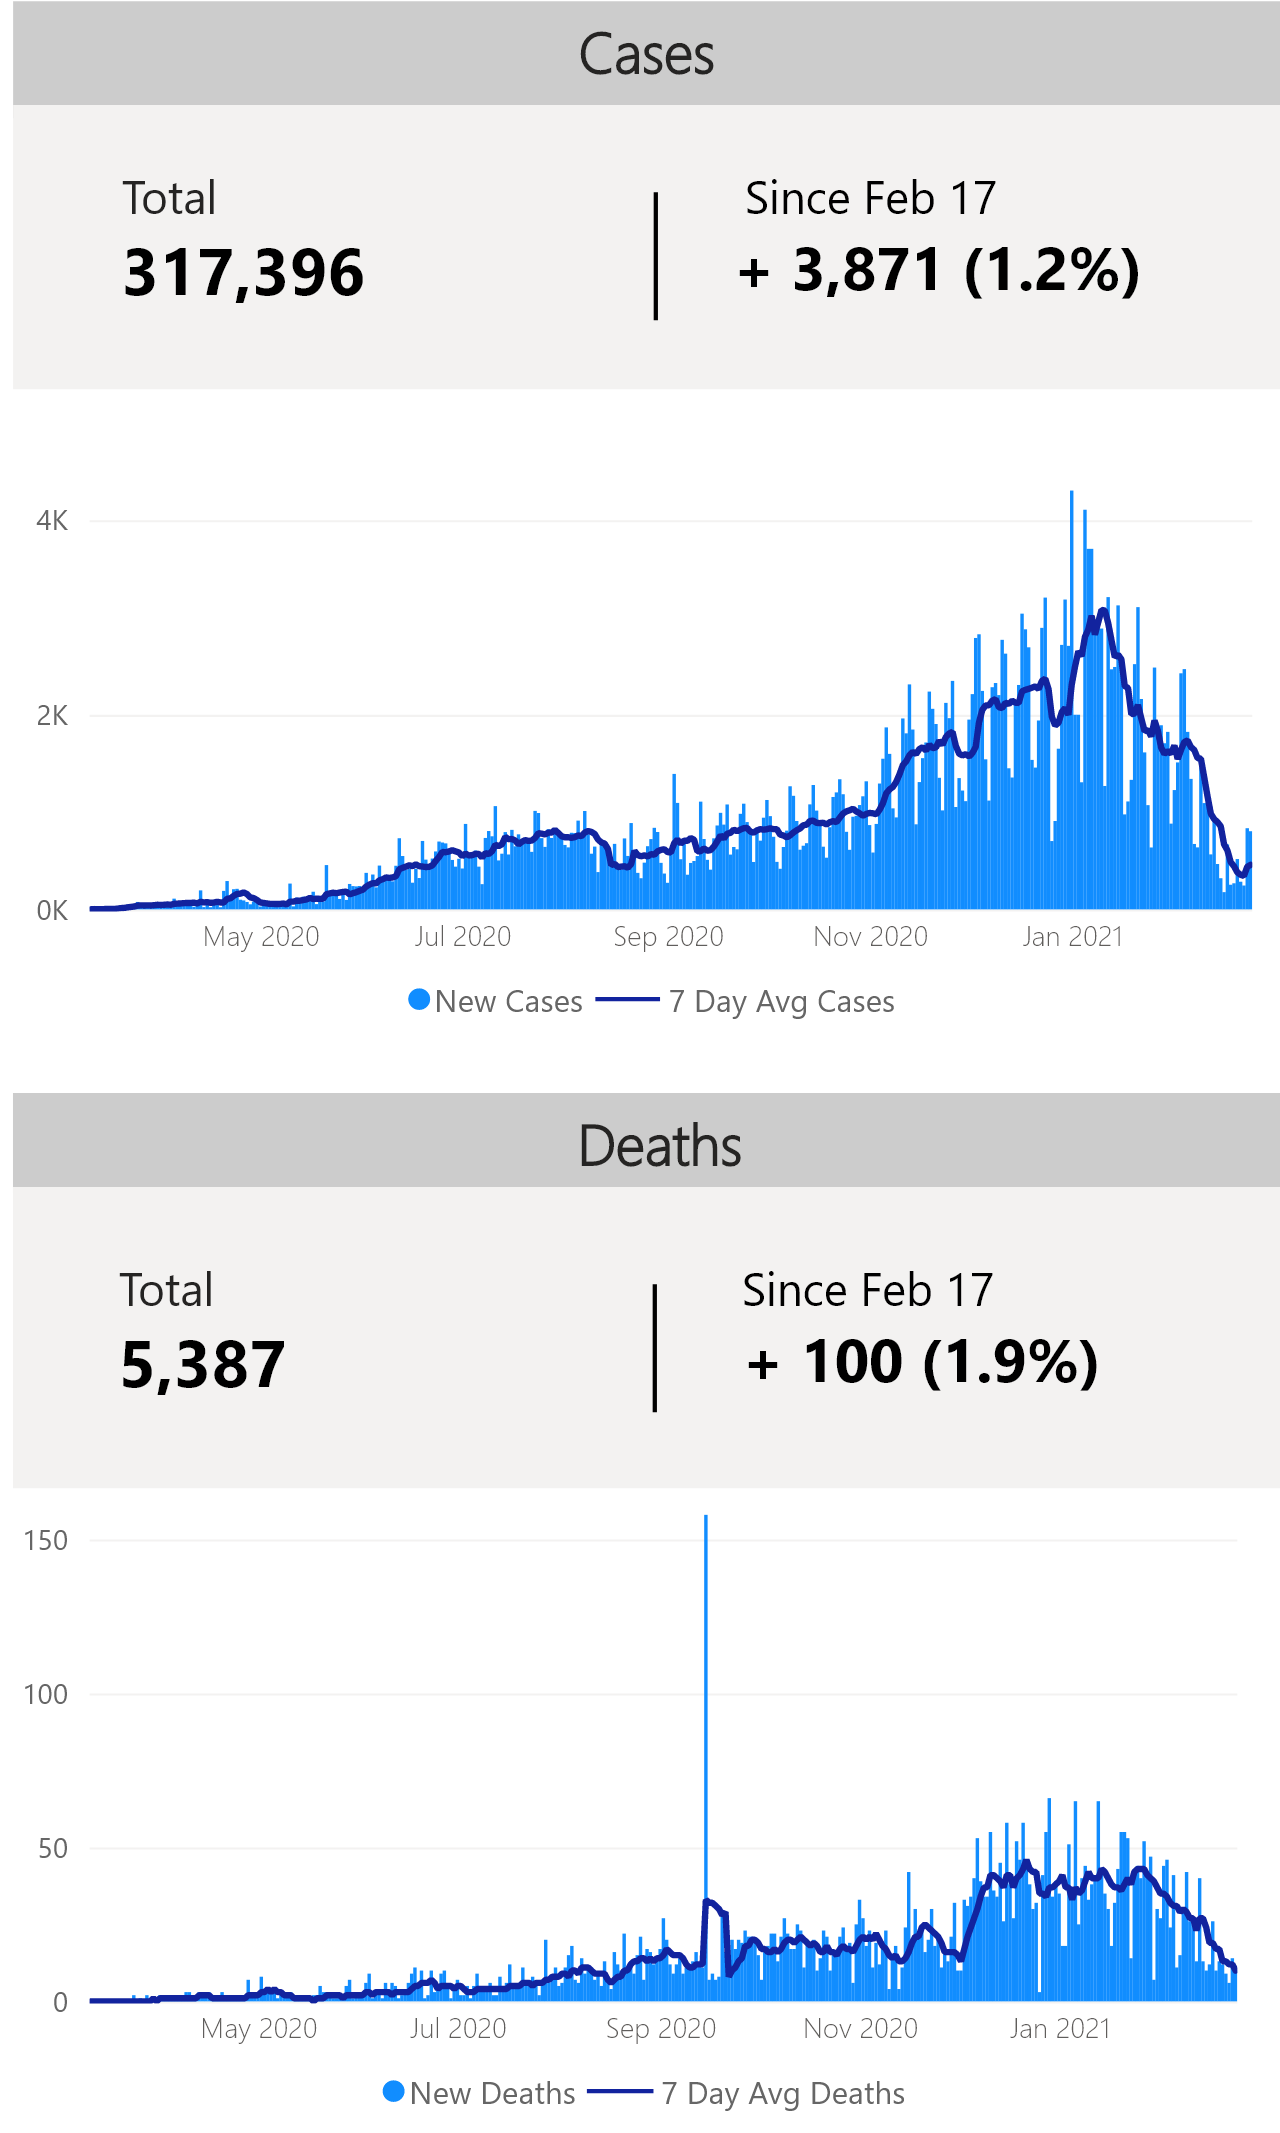 Cases
Total
Since Feb 17
317,396
+ 3,871 (1.2%)
4K
2K
0K
May 2020
Jul 2020
Sep 2020
Nov 2020
Jan 2021
New Cases
7 Day Avg Cases
Deaths
Total
Since Feb 17
5,387
+ 100 (1.9%)
150
100
50
0
May 2020
Jul 2020
Sep 2020
Nov 2020
Jan 2021
New Deaths
7 Day Avg Deaths